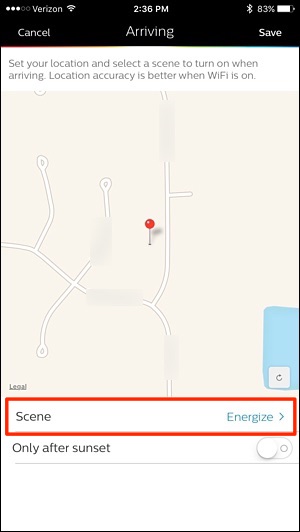 Verizon 2:36 PM 83%
Cancel Arriving Save
Set your location and select a scene to turn on when
arriving. Location accuracy is better when WiFi is on.
Legal
Scene Energize >
Only after sunset